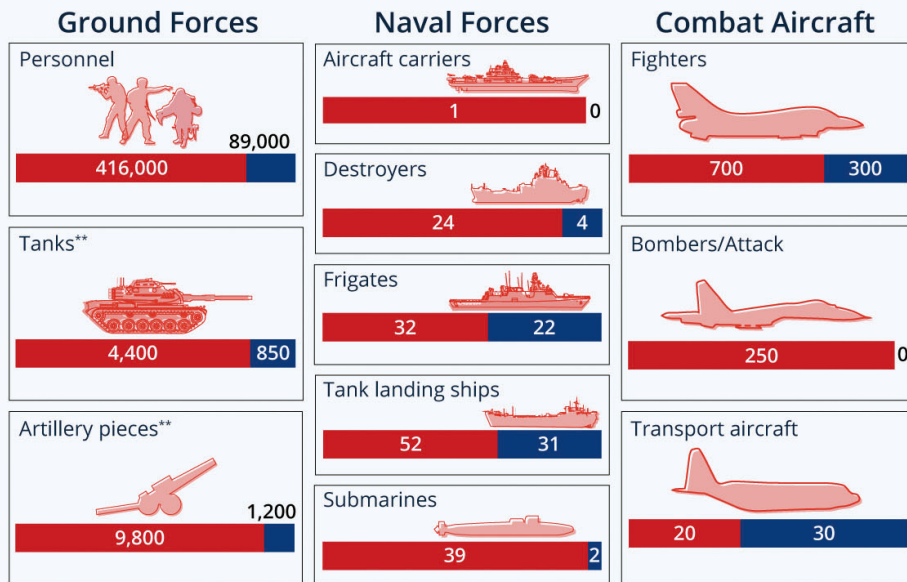 Ground Forces
Personnel
89,000
416,000
Tanks**
4,400 850
Artillery pieces**
1,200
9,800
Naval Forces
Aircraft carriers
1 0
Destroyers
24 4
Frigates
32 22
Tank landing ships
52 31
Submarines
39 2
Combat Aircraft
Fighters
700 300
Bombers/Attack
250 0
Transport aircraft
20 30